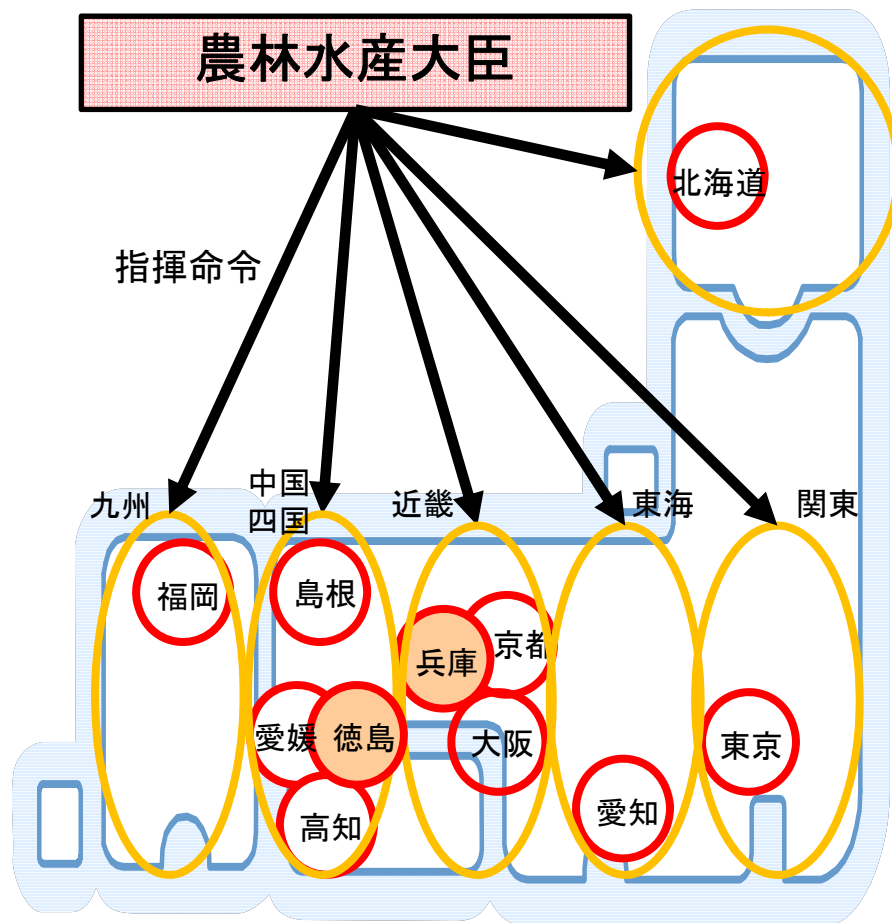 農林水産大臣
北海道
指揮命令
九州
中国
四国
近畿
東海
関東
福岡
島根
兵庫
京都
愛媛
徳島
大阪
東京
高知
愛知